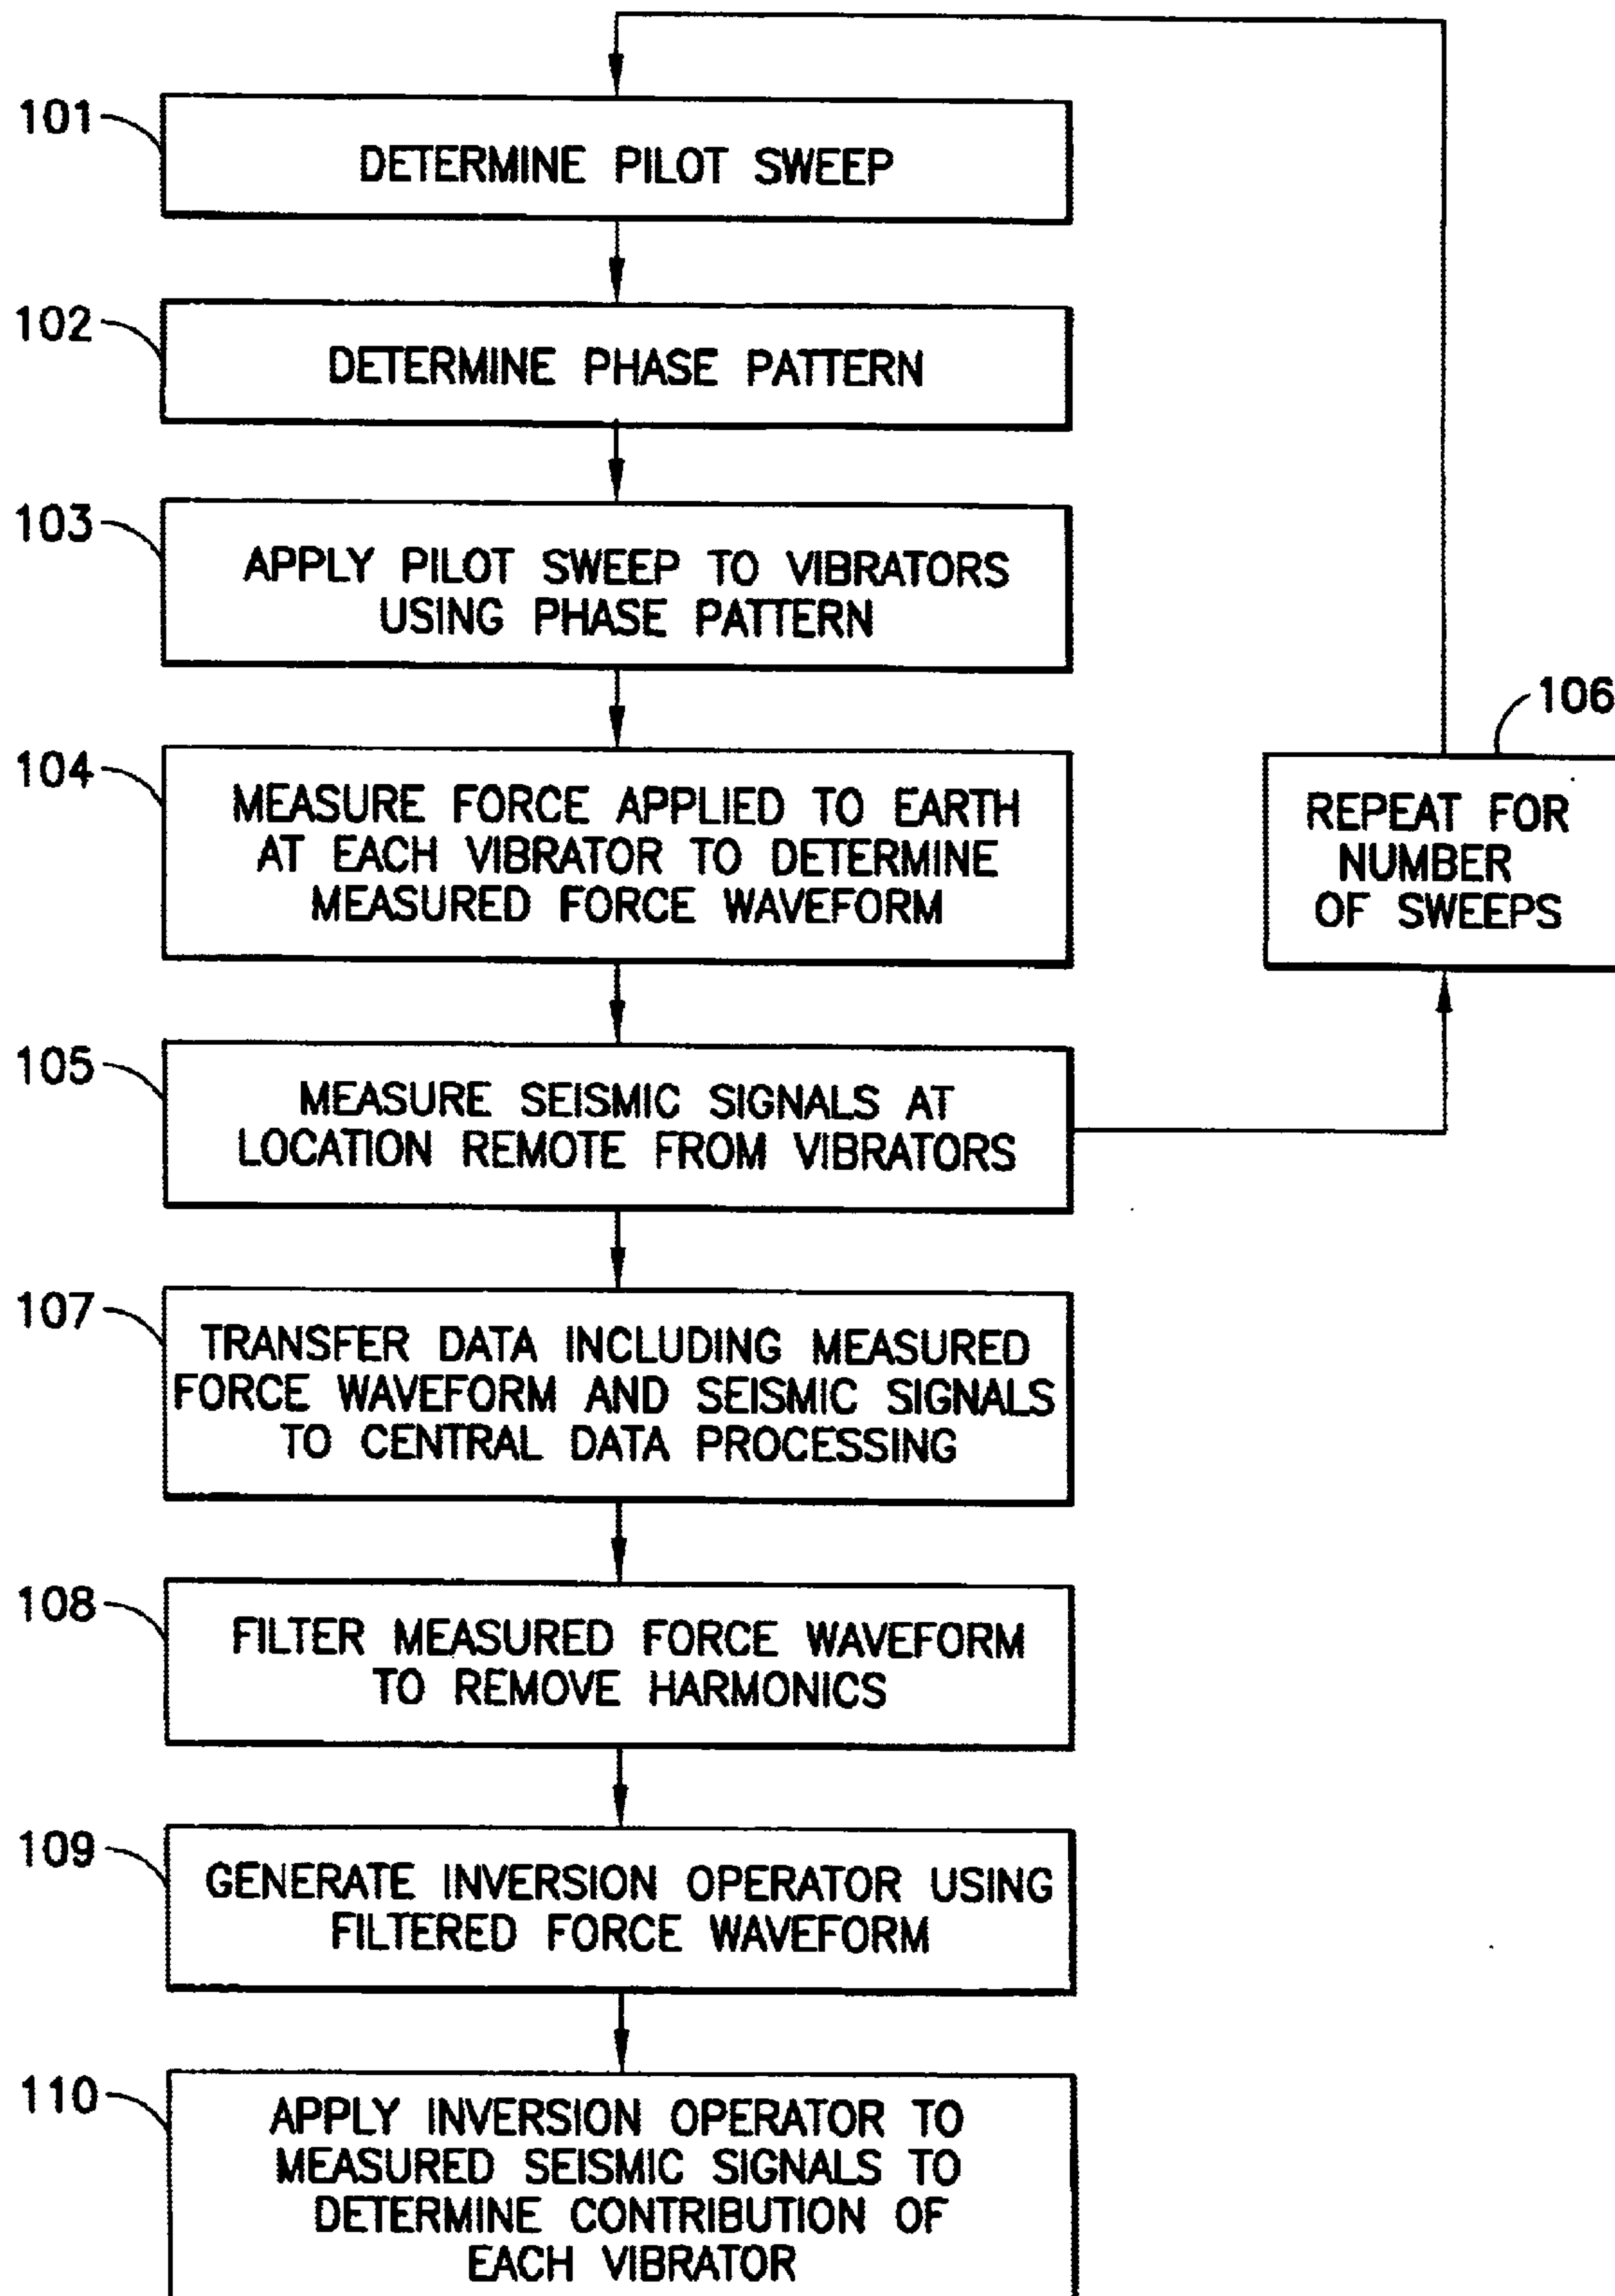 101
DETERMINE PILOT SWEEP
102
DETERMINE PHASE PATTERN
103
APPLY PILOT SWEEP TO VIBRATORS
USING PHASE PATTERN
104
MEASURE FORCE APPLIED TO EARTH
AT EACH VIBRATOR TO DETERMINE
MEASURED FORCE WAVEFORM
105
MEASURE SEISMIC SIGNALS AT
LOCATION REMOTE FROM VIBRATORS
106
REPEAT FOR
NUMBER
OF SWEEPS
107
TRANSFER DATA INCLUDING MEASURED
FORCE WAVEFORM AND SEISMIC SIGNALS
TO CENTRAL DATA PROCESSING
108
FILTER MEASURED FORCE WAVEFORM
TO REMOVE HARMONICS
109
GENERATE INVERSION OPERATOR USING
FILTERED FORCE WAVEFORM
110
APPLY INVERSION OPERATOR TO
MEASURED SEISMIC SIGNALS TO
DETERMINE CONTRIBUTION OF
EACH VIBRATOR